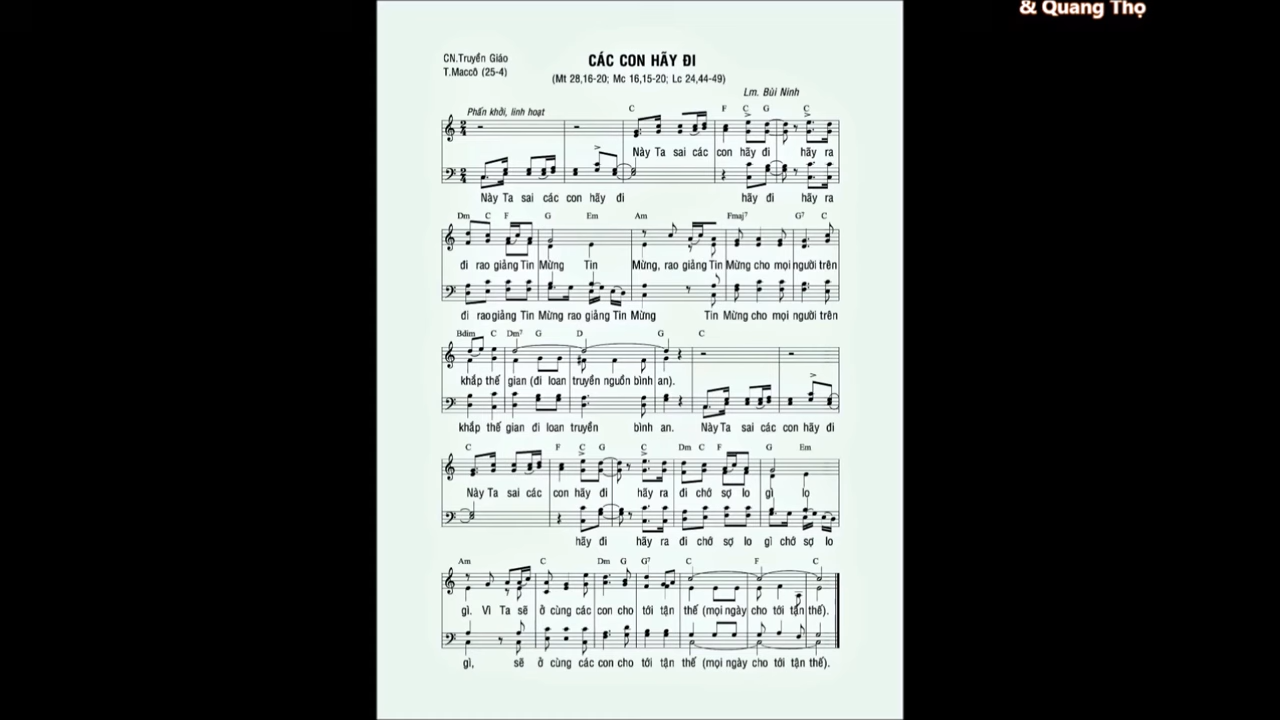 & Quang Thọ
CN.Truyền Giáo
T.Maccô (25-4)
CÁC CON HÃY ĐI
(Mt 28,16-20; Mc 16,15-20; Lc 24,44-49)
Lm. Bùi Ninh
Phấn khởi, linh hoạt
C F C G C
Này Ta sai các con hãy đi hãy ra
Này Ta sai các con hãy đi hãy đi hãy ra
Dm C F G Em Am Fmaj7 G7 C
đi rao giảng Tin Mừng Tin Mừng, rao giảng Tin Mừng cho mọi người trên
đi rao giảng Tin Mừng rao giảng Tin Mừng Tin Mừng cho mọi người trên
Bdim C Dm7 G D G C
khắp thế gian (đi loan truyền nguồn bình an).
khắp thế gian đi loan truyền bình an. Này Ta sai các con hãy đi
C F C G C Dm C F G Em
Này Ta sai các con hãy đi hãy ra đi chớ sợ lo gì lo
hãy đi hãy ra đi chớ sợ lo gì chớ sợ lo
Am C Dm G G7 C F C
gì. Vì Ta sẽ ở cùng các con cho tới tận thế (mọi ngày cho tới tận thế).
gì, sẽ ở cùng các con cho tới tận thế (mọi ngày cho tới tận thế).